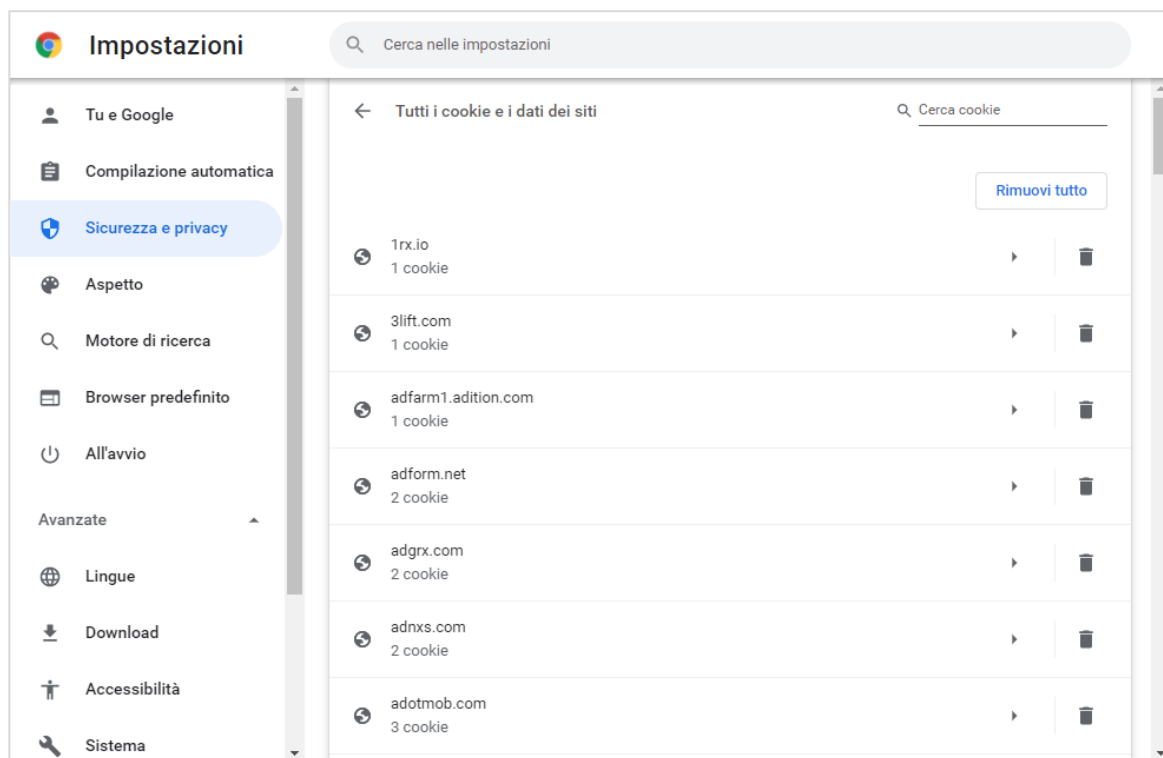 Impostazioni
Cerca nelle impostazioni
Tu e Google
Compilazione automatica
Sicurezza e privacy
Aspetto
Motore di ricerca
Browser predefinito
All'avvio
Avanzate
Lingue
Download
Accessibilità
Sistema
Tutti i cookie e i dati dei siti
Cerca cookie
Rimuovi tutto
1rx.io
1 cookie
3lift.com
1 cookie
adfarm1.adition.com
1 cookie
adform.net
2 cookie
adgrx.com
2 cookie
adnxs.com
2 cookie
adotmob.com
3 cookie